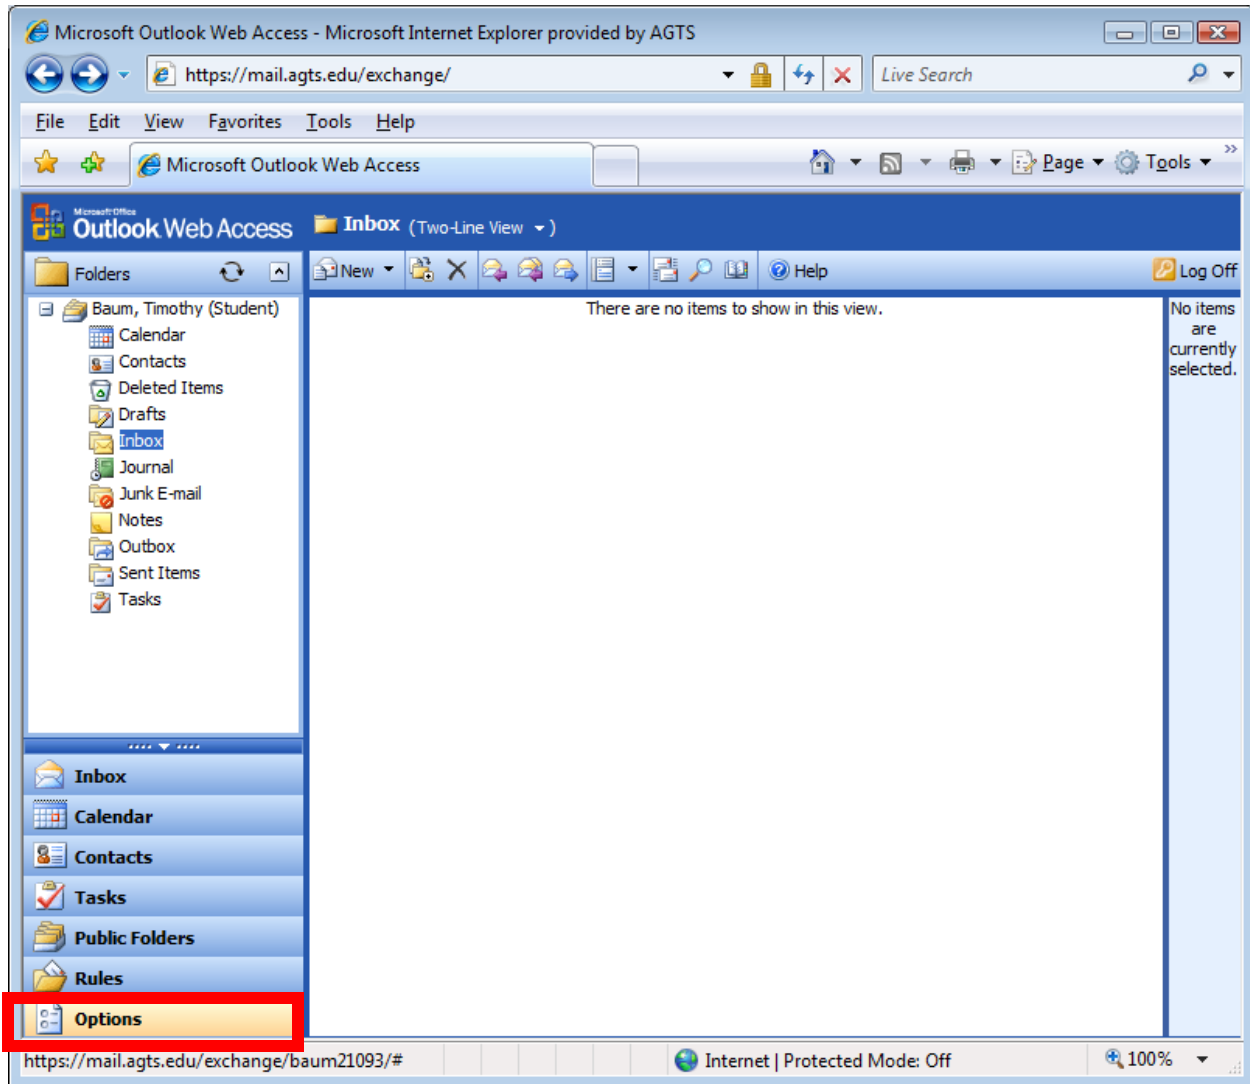 Microsoft Outlook Web Access - Microsoft Internet Explorer provided by AGTS
https://mail.agts.edu/exchange/
Live Search
File Edit View Favorites Tools Help
Microsoft Outlook Web Access
Page Tools
Microsoft Office
Outlook Web Access
Inbox (Two-Line View)
Folders
New
Help
Log Off
Baum, Timothy (Student)
Calendar
Contacts
Deleted Items
Drafts
Inbox
Journal
Junk E-mail
Notes
Outbox
Sent Items
Tasks
There are no items to show in this view.
No items
are
currently
selected.
Inbox
Calendar
Contacts
Tasks
Public Folders
Rules
Options
https://mail.agts.edu/exchange/baum21093/#
Internet | Protected Mode: Off
100%